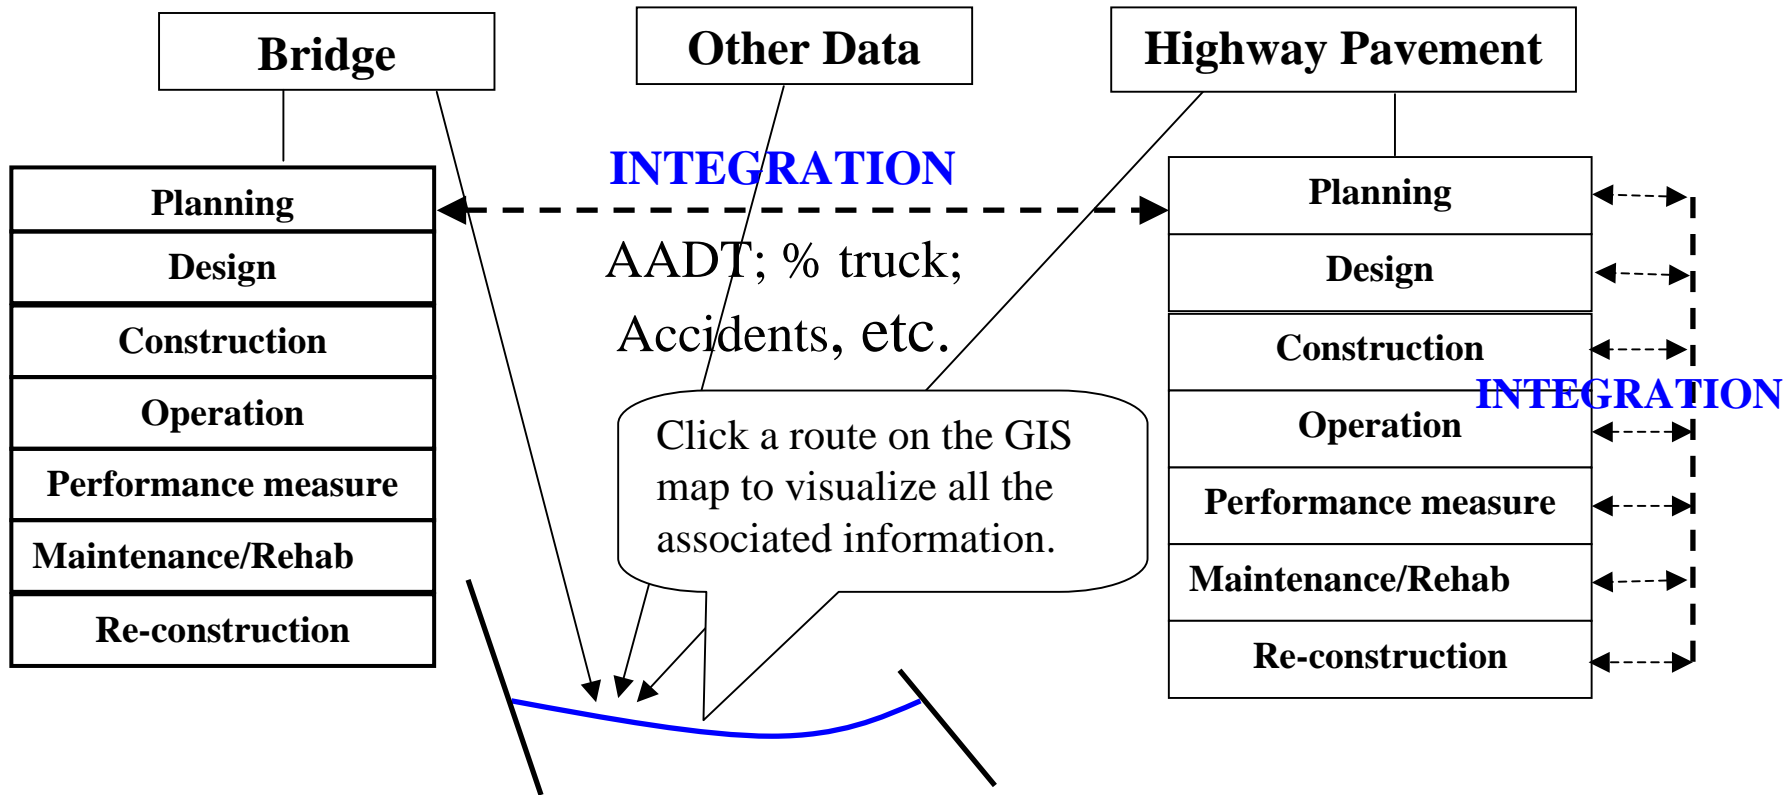 Bridge
Other Data
Highway Pavement
INTEGRATION
Planning
Design
Construction
Operation
Performance measure
Maintenance/Rehab
Re-construction
AADT; % truck;
Accidents, etc.
Click a route on the GIS
map to visualize all the
associated information.
Planning
Design
Construction
Operation
Performance measure
Maintenance/Rehab
Re-construction
INTEGRATION